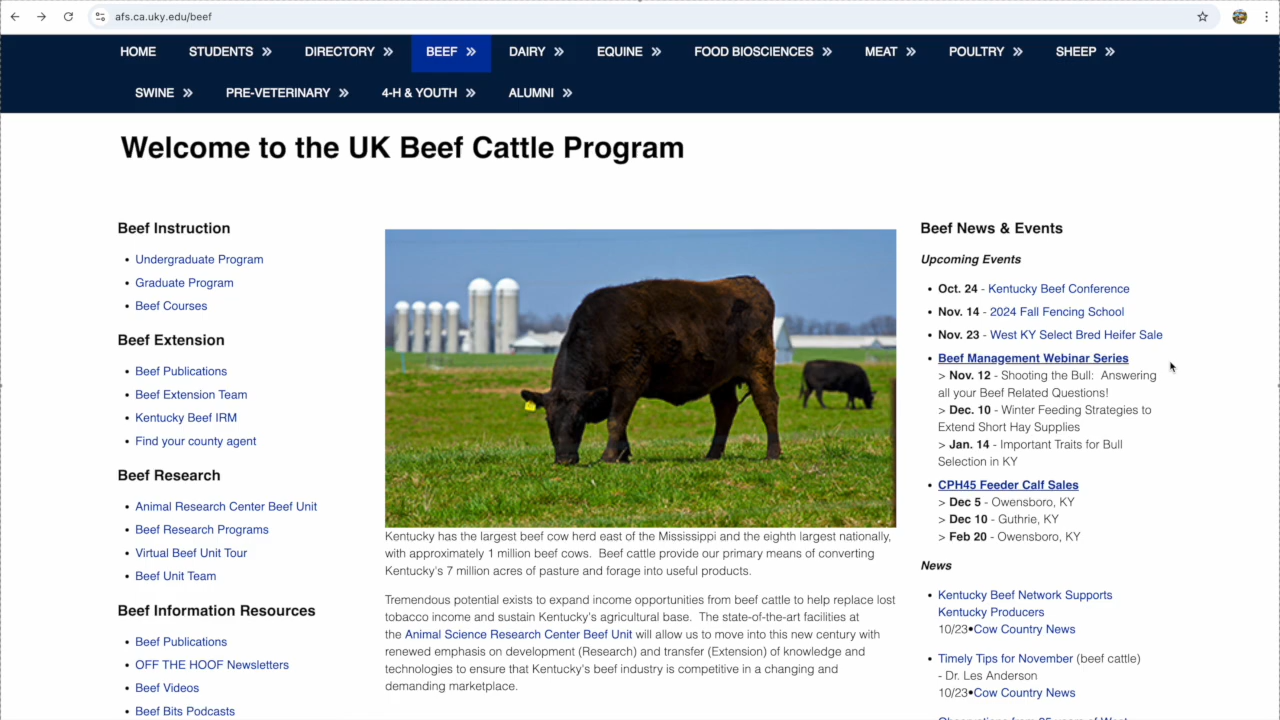 afs.ca.uky.edu/beef
HOME STUDENTS » DIRECTORY » BEEF » DAIRY » EQUINE » FOOD BIOSCIENCES » MEAT » POULTRY » SHEEP »
SWINE » PRE-VETERINARY » 4-H & YOUTH » ALUMNI »
Welcome to the UK Beef Cattle Program
Beef Instruction
• Undergraduate Program
• Graduate Program
• Beef Courses
Beef Extension
• Beef Publications
• Beef Extension Team
• Kentucky Beef IRM
• Find your county agent
Beef Research
• Animal Research Center Beef Unit
• Beef Research Programs
• Virtual Beef Unit Tour
• Beef Unit Team
Beef Information Resources
• Beef Publications
• OFF THE HOOF Newsletters
• Beef Videos
• Beef Bits Podcasts
Kentucky has the largest beef cow herd east of the Mississippi and the eighth largest nationally,
with approximately 1 million beef cows. Beef cattle provide our primary means of converting
Kentucky's 7 million acres of pasture and forage into useful products.
Tremendous potential exists to expand income opportunities from beef cattle to help replace lost
tobacco income and sustain Kentucky's agricultural base. The state-of-the-art facilities at
the Animal Science Research Center Beef Unit will allow us to move into this new century with
renewed emphasis on development (Research) and transfer (Extension) of knowledge and
technologies to ensure that Kentucky's beef industry is competitive in a changing and
demanding marketplace.
Beef News & Events
Upcoming Events
• Oct. 24 - Kentucky Beef Conference
• Nov. 14 - 2024 Fall Fencing School
• Nov. 23 - West KY Select Bred Heifer Sale
• Beef Management Webinar Series
> Nov. 12 - Shooting the Bull: Answering
all your Beef Related Questions!
> Dec. 10 - Winter Feeding Strategies to
Extend Short Hay Supplies
> Jan. 14 - Important Traits for Bull
Selection in KY
• CPH45 Feeder Calf Sales
> Dec 5 - Owensboro, KY
> Dec 10 - Guthrie, KY
> Feb 20 - Owensboro, KY
News
• Kentucky Beef Network Supports
Kentucky Producers
10/23•Cow Country News
• Timely Tips for November (beef cattle)
- Dr. Les Anderson
10/23•Cow Country News